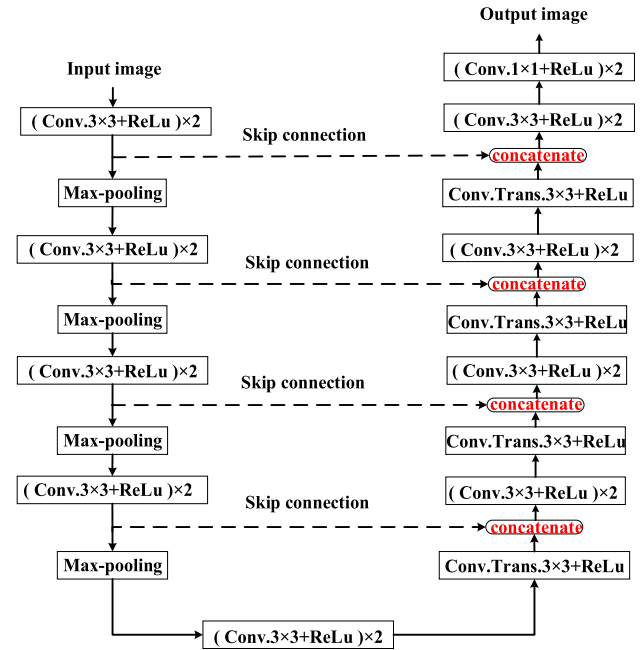 Input image
( Conv.3×3+ReLu )×2
Max-pooling
( Conv.3×3+ReLu )×2
Max-pooling
( Conv.3×3+ReLu )×2
Max-pooling
( Conv.3×3+ReLu )×2
Max-pooling
( Conv.3×3+ReLu )×2
Skip connection
Skip connection
Skip connection
Skip connection
Output image
( Conv.1×1+ReLu )×2
( Conv.3×3+ReLu )×2
concatenate
Conv.Trans.3×3+ReLu
( Conv.3×3+ReLu )×2
concatenate
Conv.Trans.3×3+ReLu
( Conv.3×3+ReLu )×2
concatenate
Conv.Trans.3×3+ReLu
( Conv.3×3+ReLu )×2
concatenate
Conv.Trans.3×3+ReLu